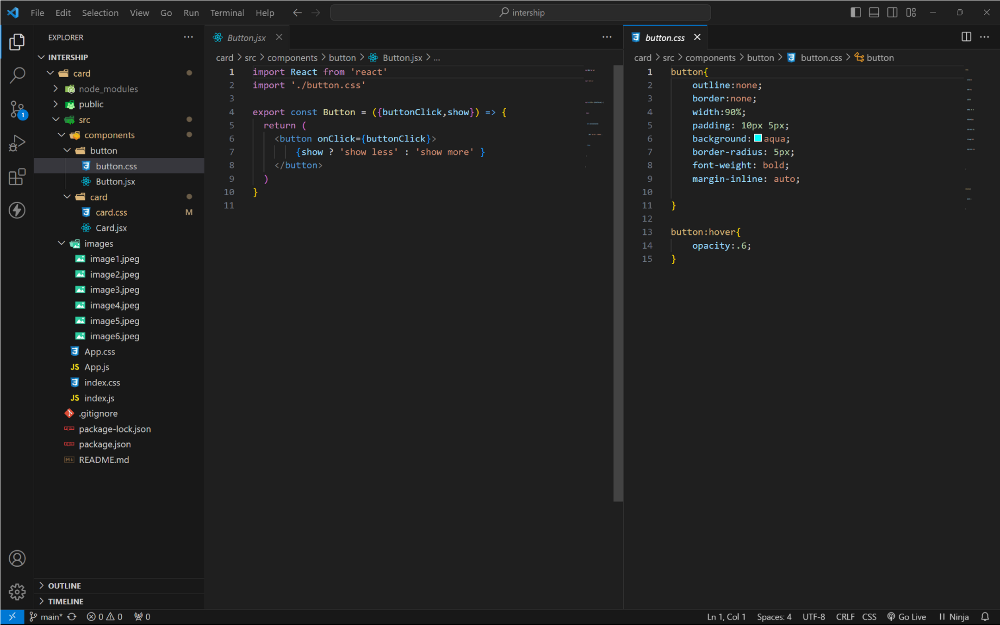 File Edit Selection View Go Run Terminal Help
intership
EXPLORER
INTERSHIP
card
node_modules
public
src
components
button
button.css
Button.jsx
card
card.css M
Card.jsx
images
image1.jpeg
image2.jpeg
image3.jpeg
image4.jpeg
image5.jpeg
image6.jpeg
App.css
JS App.js
index.css
JS index.js
.gitignore
package-lock.json
package.json
README.md
OUTLINE
TIMELINE
1
Button.jsx
card > src > components > button > Button.jsx > ...
1 import React from 'react'
2 import './button.css'
3
4 export const Button = ({buttonClick,show}) => {
5 return (
6 <button onClick={buttonClick}>
7 {show ? 'show less' : 'show more' }
8 </button>
9 )
10 }
11
button.css
card > src > components > button > button.css > button
1 button{
2 outline:none;
3 border:none;
4 width:90%;
5 padding: 10px 5px;
6 background: aqua;
7 border-radius: 5px;
8 font-weight: bold;
9 margin-inline: auto;
10
11 }
12
13 button:hover{
14 opacity:.6;
15 }
main* 0 0 0
Ln 1, Col 1 Spaces: 4 UTF-8 CRLF CSS Go Live Ninja